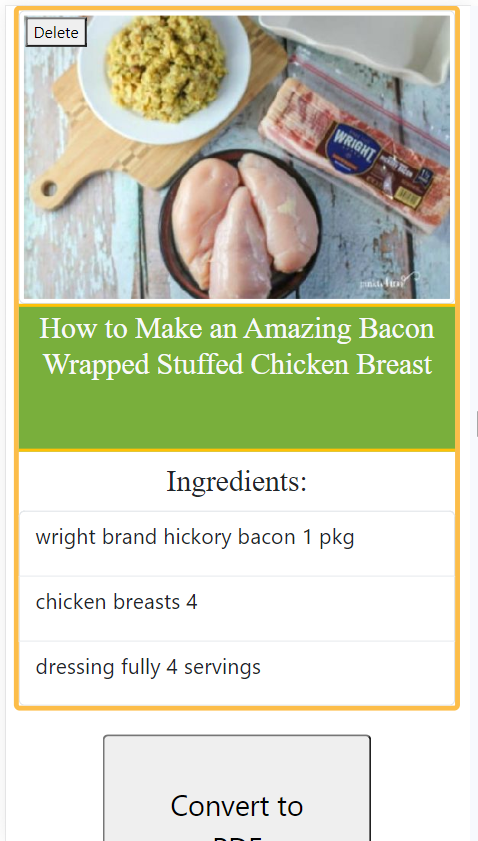 Delete
WRIGHT
How to Make an Amazing Bacon
Wrapped Stuffed Chicken Breast
Ingredients:
wright brand hickory bacon 1 pkg
chicken breasts 4
dressing fully 4 servings
Convert to
PDF